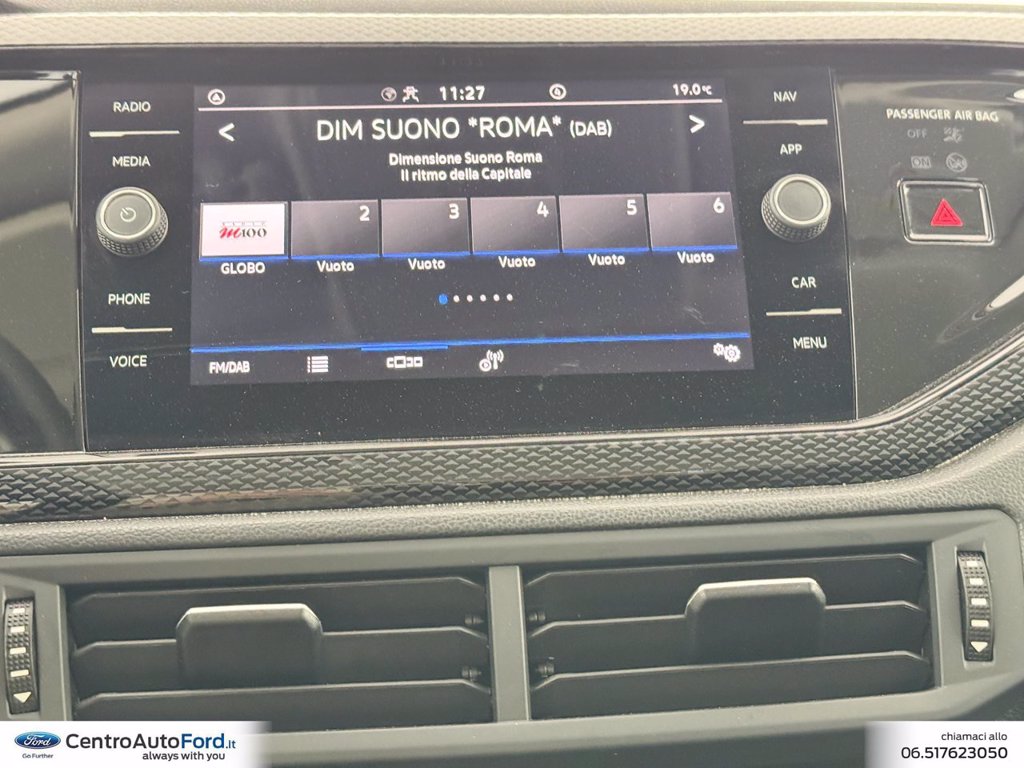 11:27
19.0°C
DIM SUONO *ROMA* (DAB)
Dimensione Suono Roma
Il ritmo della Capitale
m100
2
3
4
5
6
GLOBO
Vuoto
Vuoto
Vuoto
Vuoto
Vuoto
FM/DAB
RADIO
MEDIA
PHONE
VOICE
NAV
APP
CAR
MENU
PASSENGER AIR BAG
OFF
ON
Ford
Go Further
CentroAutoFord.it
always with you
chiamaci allo
06.517623050